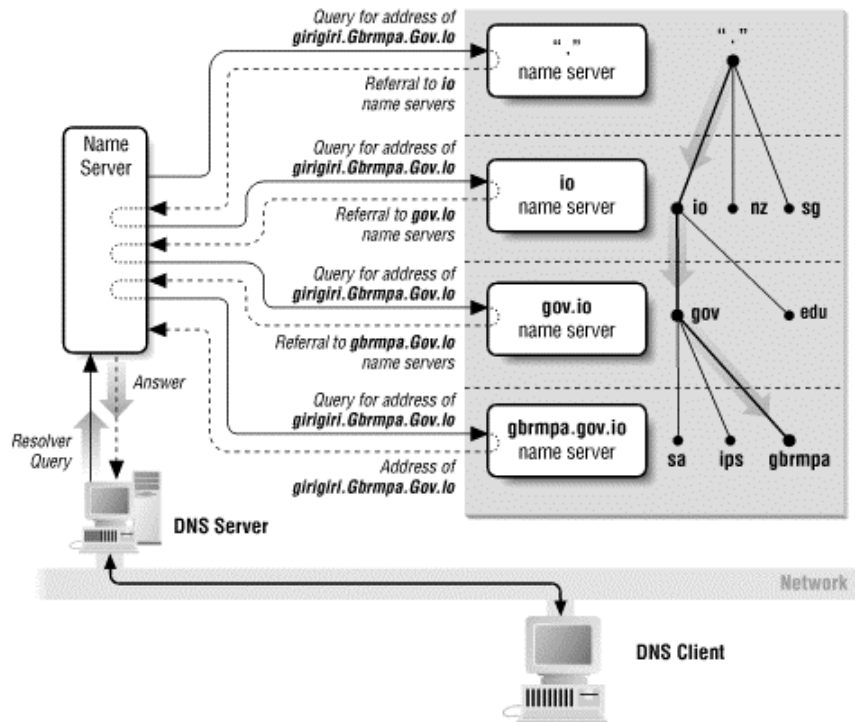 Query for address of
girigiri.Gbrmpa.Gov.Io
“ . ”
name server
“ . ”
Referral to io
name servers
Name
Server
Query for address of
girigiri.Gbrmpa.Gov.Io
io
name server
io
nz
sg
Referral to gov.io
name servers
Query for address of
girigiri.Gbrmpa.Gov.Io
gov.io
name server
gov
edu
Referral to gbrmpa.Gov.Io
name servers
Answer
Query for address of
girigiri.Gbrmpa.Gov.Io
gbrmpa.gov.io
name server
sa
ips
gbrmpa
Resolver
Query
Address of
girigiri.Gbrmpa.Gov.Io
DNS Server
Network
DNS Client